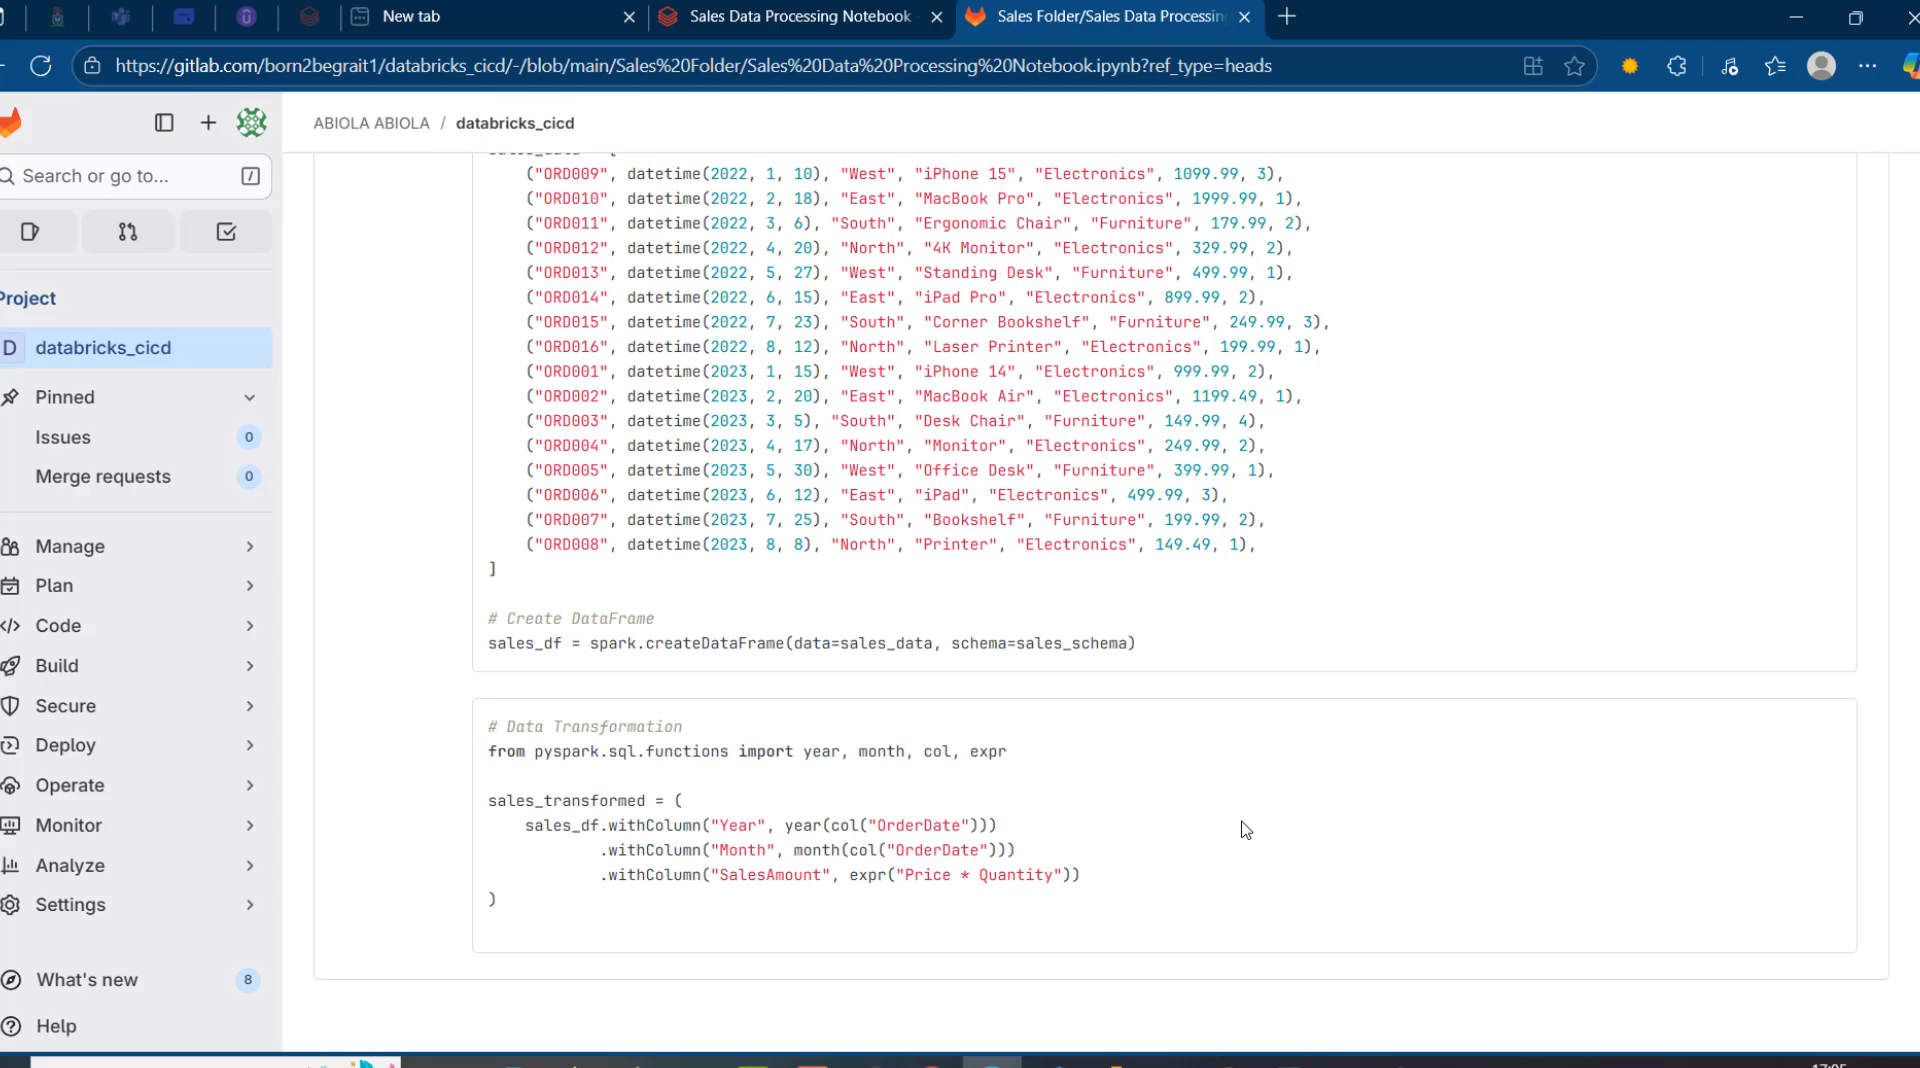 New tab
Sales Data Processing Notebook
Sales Folder/Sales Data Processin
https://gitlab.com/born2begrait1/databricks_cicd/-/blob/main/Sales%20Folder/Sales%20Data%20Processing%20Notebook.ipynb?ref_type=heads
ABIOLA ABIOLA / databricks_cicd
Search or go to... /
Project
D databricks_cicd
Pinned
Issues 0
Merge requests 0
Manage
Plan
Code
Build
Secure
Deploy
Operate
Monitor
Analyze
Settings
What's new 8
Help
("ORD009", datetime(2022, 1, 10), "West", "iPhone 15", "Electronics", 1099.99, 3),
("ORD010", datetime(2022, 2, 18), "East", "MacBook Pro", "Electronics", 1999.99, 1),
("ORD011", datetime(2022, 3, 6), "South", "Ergonomic Chair", "Furniture", 179.99, 2),
("ORD012", datetime(2022, 4, 20), "North", "4K Monitor", "Electronics", 329.99, 2),
("ORD013", datetime(2022, 5, 27), "West", "Standing Desk", "Furniture", 499.99, 1),
("ORD014", datetime(2022, 6, 15), "East", "iPad Pro", "Electronics", 899.99, 2),
("ORD015", datetime(2022, 7, 23), "South", "Corner Bookshelf", "Furniture", 249.99, 3),
("ORD016", datetime(2022, 8, 12), "North", "Laser Printer", "Electronics", 199.99, 1),
("ORD001", datetime(2023, 1, 15), "West", "iPhone 14", "Electronics", 999.99, 2),
("ORD002", datetime(2023, 2, 20), "East", "MacBook Air", "Electronics", 1199.49, 1),
("ORD003", datetime(2023, 3, 5), "South", "Desk Chair", "Furniture", 149.99, 4),
("ORD004", datetime(2023, 4, 17), "North", "Monitor", "Electronics", 249.99, 2),
("ORD005", datetime(2023, 5, 30), "West", "Office Desk", "Furniture", 399.99, 1),
("ORD006", datetime(2023, 6, 12), "East", "iPad", "Electronics", 499.99, 3),
("ORD007", datetime(2023, 7, 25), "South", "Bookshelf", "Furniture", 199.99, 2),
("ORD008", datetime(2023, 8, 8), "North", "Printer", "Electronics", 149.49, 1),
]
# Create DataFrame
sales_df = spark.createDataFrame(data=sales_data, schema=sales_schema)
# Data Transformation
from pyspark.sql.functions import year, month, col, expr
sales_transformed = (
sales_df.withColumn("Year", year(col("OrderDate")))
.withColumn("Month", month(col("OrderDate")))
.withColumn("SalesAmount", expr("Price * Quantity"))
)